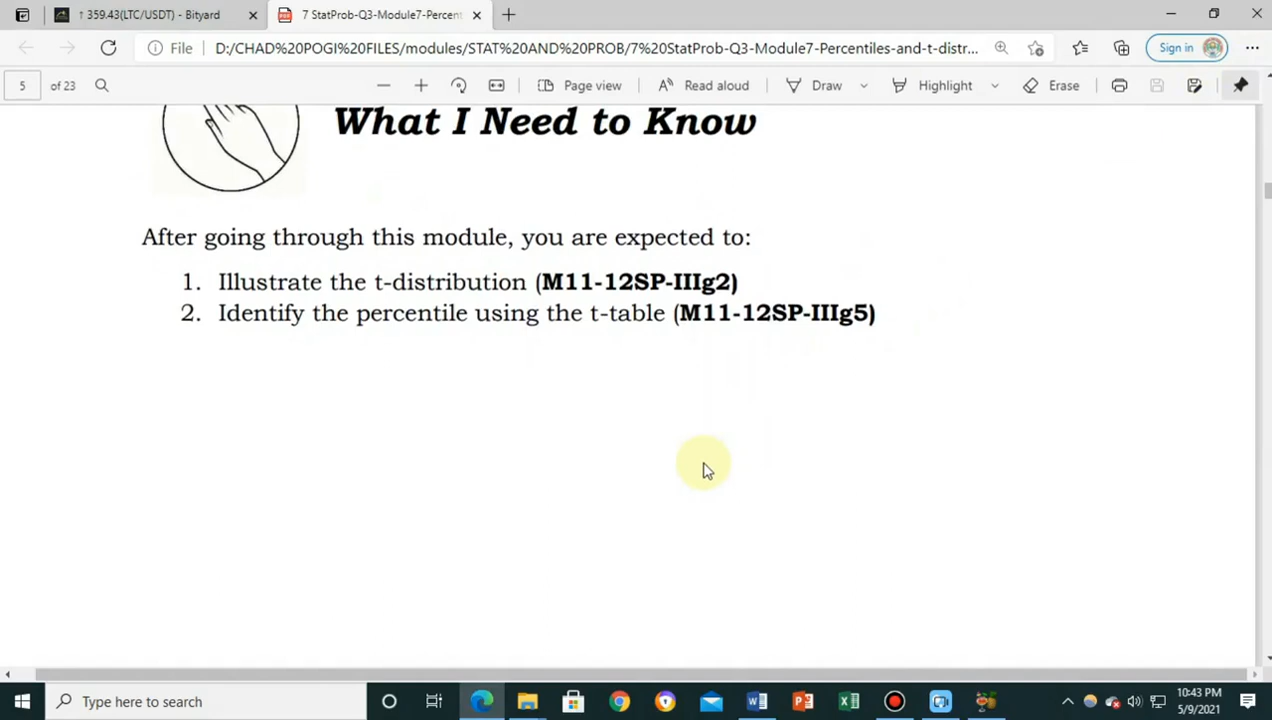 ↑ 359.43(LTC/USDT) - Bityard
7 StatProb-Q3-Module7-Percent
Sign in
File
D:/CHAD%20POGI%20FILES/modules/STAT%20AND%20PROB/7%20StatProb-Q3-Module7-Percentiles-and-t-distr...
5 of 23
Page view
Read aloud
Draw
Highlight
Erase
What I Need to Know
After going through this module, you are expected to:
1. Illustrate the t-distribution (M11-12SP-IIIg2)
2. Identify the percentile using the t-table (M11-12SP-IIIg5)
Type here to search
10:43 PM
5/9/2021